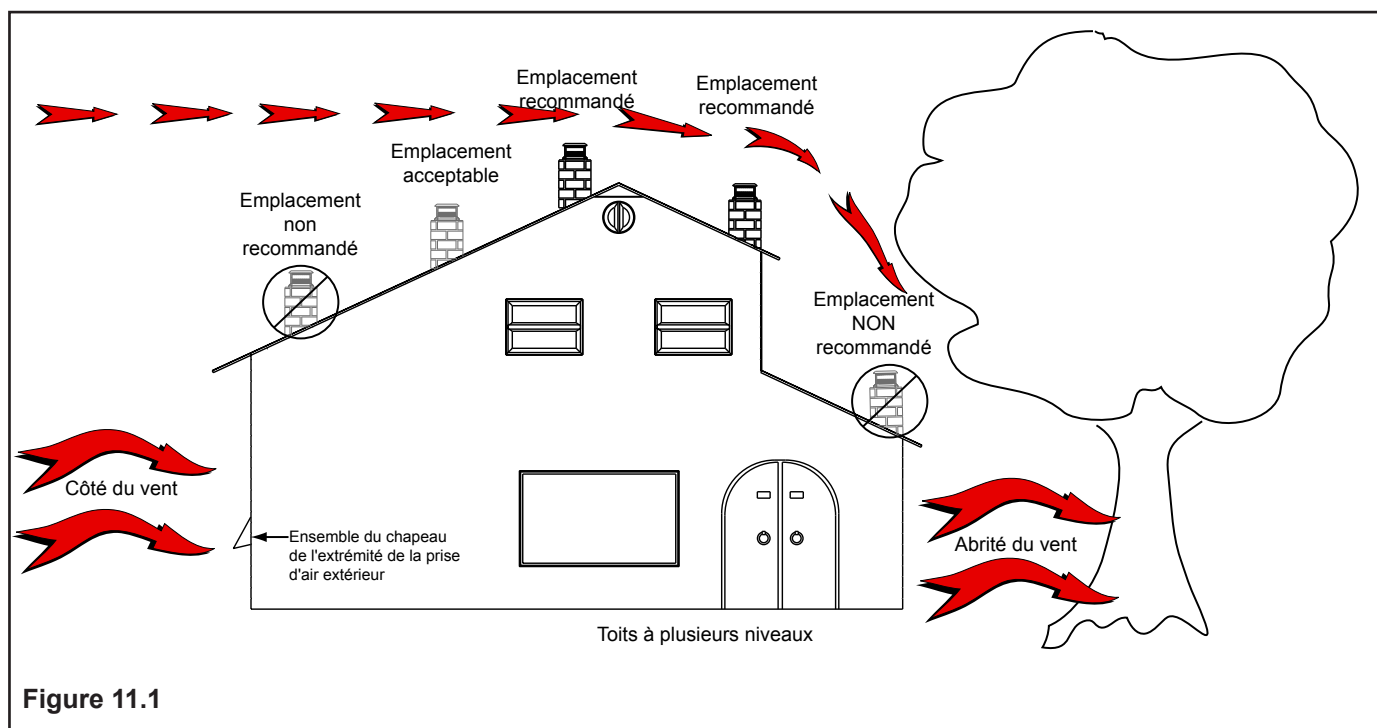 Emplacement
recommandé
Emplacement
recommandé
Emplacement
acceptable
Emplacement
non
recommandé
Emplacement
NON
recommandé
Côté du vent
Ensemble du chapeau
de l'extrémité de la prise
d'air extérieur
Abrité du vent
Toits à plusieurs niveaux
Figure 11.1